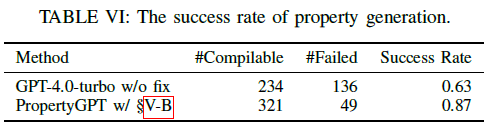 TABLE VI: The success rate of property generation.
Method #Compilable #Failed Success Rate
GPT-4.0-turbo w/o fix 234 136 0.63
PropertyGPT w/ §V-B 321 49 0.87